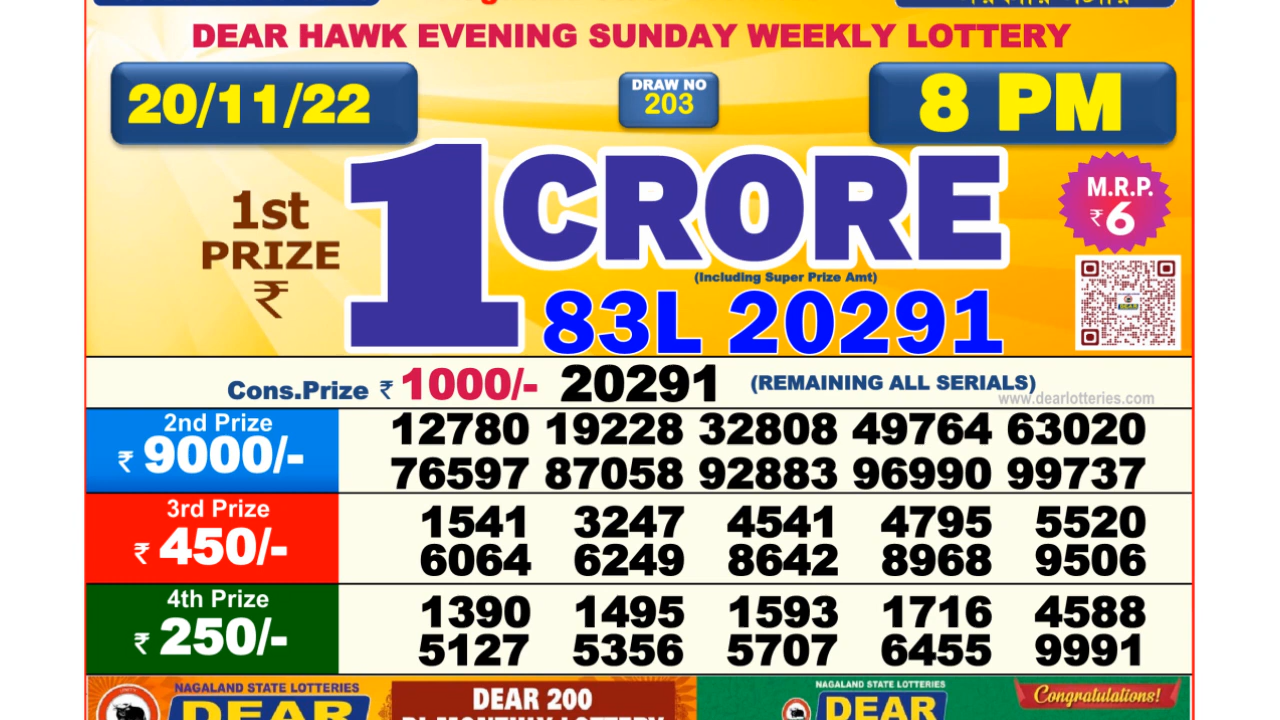 DEAR HAWK EVENING SUNDAY WEEKLY LOTTERY
20/11/22
DRAW NO
203
8 PM
1st
PRIZE
₹
1 CRORE
(Including Super Prize Amt)
83L 20291
M.R.P.
₹ 6
DEAR
Cons.Prize ₹ 1000/- 20291 (REMAINING ALL SERIALS)
www.dearlotteries.com
2nd Prize
₹ 9000/-
12780 19228 32808 49764 63020
76597 87058 92883 96990 99737
3rd Prize
₹ 450/-
1541 3247 4541 4795 5520
6064 6249 8642 8968 9506
4th Prize
₹ 250/-
1390 1495 1593 1716 4588
5127 5356 5707 6455 9991
NAGALAND STATE LOTTERIES
DEAR
DEAR 200
BI-MONTHLY LOTTERY
NAGALAND STATE LOTTERIES
DEAR
Congratulations!